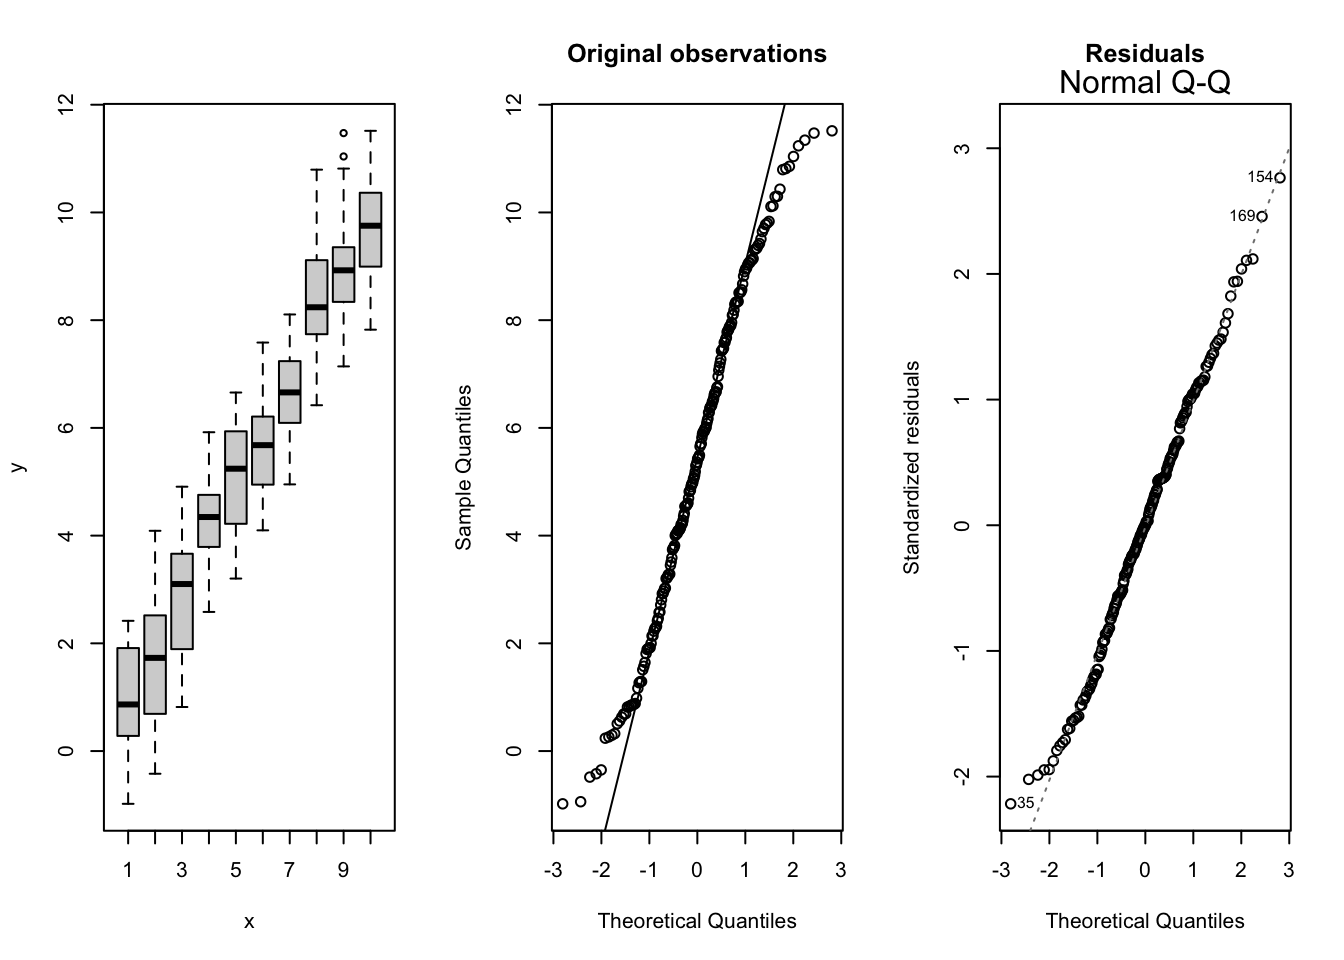 12
10
8
6
4
2
0
y
1 3 5 7 9
x
Original observations
12
10
8
6
4
2
0
Sample Quantiles
-3 -2 -1 0 1 2 3
Theoretical Quantiles
Residuals
Normal Q-Q
3
2
1
0
-1
-2
Standardized residuals
154
169
35
-3 -2 -1 0 1 2 3
Theoretical Quantiles